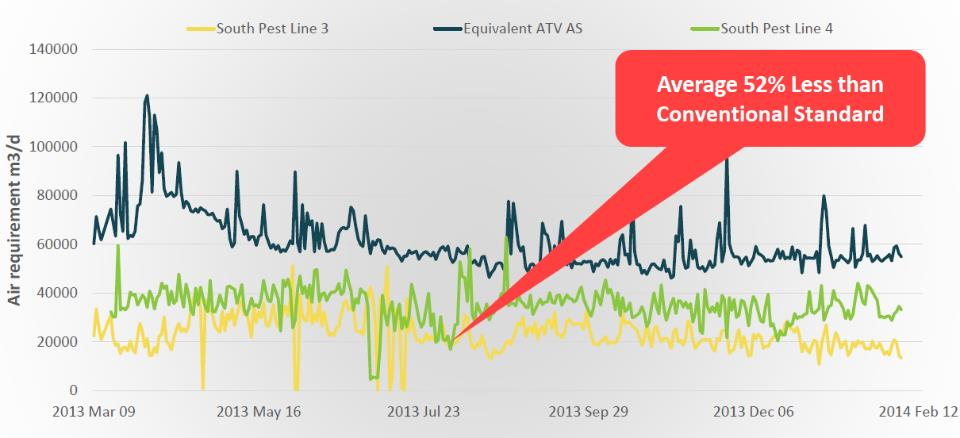 South Pest Line 3 Equivalent ATV AS South Pest Line 4
Average 52% Less than
Conventional Standard
Air requirement m3/d
140000
120000
100000
80000
60000
40000
20000
0
2013 Mar 09 2013 May 16 2013 Jul 23 2013 Sep 29 2013 Dec 06 2014 Feb 12